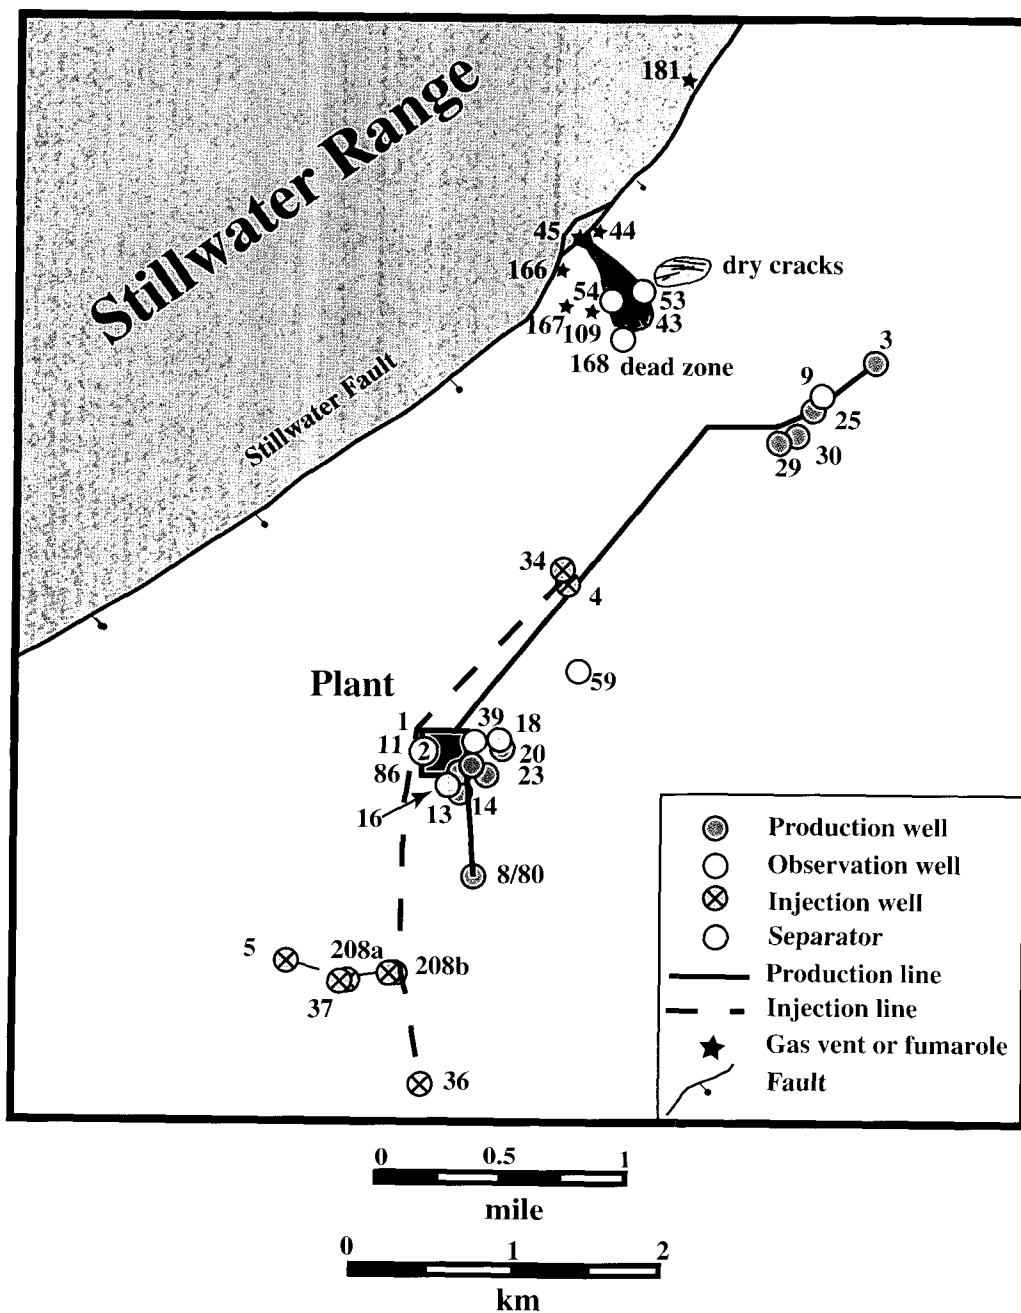 181
Stillwater Range
45
44
166
dry cracks
54
53
167
109
43
168 dead zone
3
9
25
30
29
Stillwater Fault
34
4
59
Plant
1
39
18
11
2
20
86
23
16
13
14
8/80
5
208a
208b
37
36
Production well
Observation well
Injection well
Separator
Production line
Injection line
Gas vent or fumarole
Fault
0 0.5 1
mile
0 1 2
km